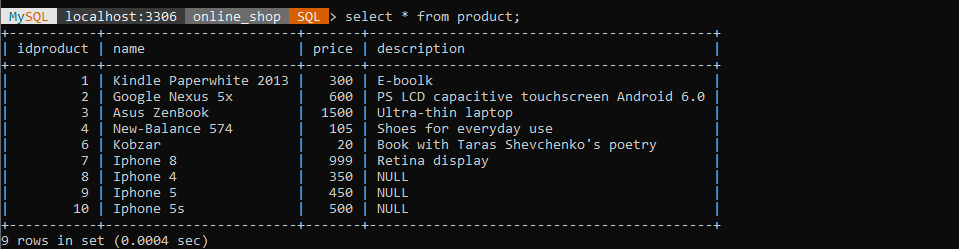 MySQL localhost:3306 online_shop SQL > select * from product;
+-----------+------------------------+-------+------------------------------------------+
| idproduct | name                   | price | description                              |
+-----------+------------------------+-------+------------------------------------------+
|         1 | Kindle Paperwhite 2013 |   300 | E-boolk                                  |
|         2 | Google Nexus 5x        |   600 | PS LCD capacitive touchscreen Android 6.0 |
|         3 | Asus ZenBook           |  1500 | Ultra-thin laptop                        |
|         4 | New-Balance 574        |   105 | Shoes for everyday use                   |
|         6 | Kobzar                 |    20 | Book with Taras Shevchenko's poetry      |
|         7 | Iphone 8               |   999 | Retina display                           |
|         8 | Iphone 4               |   350 | NULL                                     |
|         9 | Iphone 5               |   450 | NULL                                     |
|        10 | Iphone 5s              |   500 | NULL                                     |
+-----------+------------------------+-------+------------------------------------------+
9 rows in set (0.0004 sec)